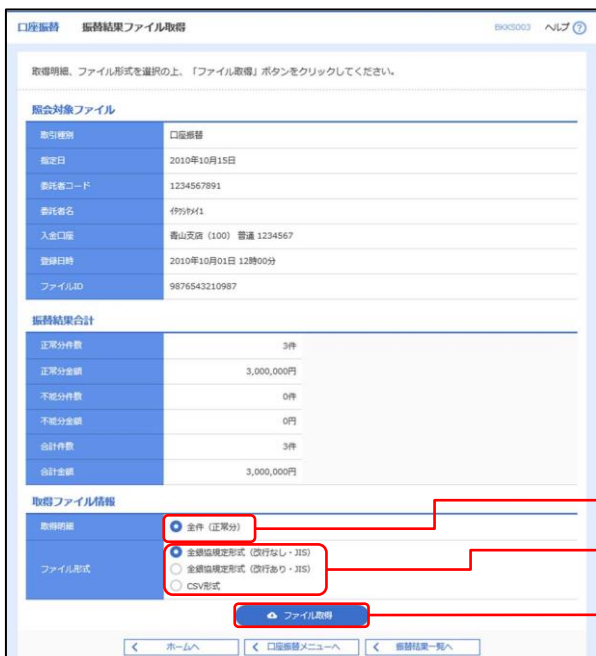 口座振替 振替結果ファイル取得 BKKS003 ヘルプ ?
取得明細、ファイル形式を選択の上、「ファイル取得」ボタンをクリックしてください。
照会対象ファイル
取引種別 口座振替
指定日 2010年10月15日
委託者コード 1234567891
委託者名 ｲﾀｸｼｬﾒｲ1
入金口座 青山支店（100） 普通 1234567
登録日時 2010年10月01日 12時00分
ファイルID 9876543210987
振替結果合計
正常分件数 3件
正常分金額 3,000,000円
不能分件数 0件
不能分金額 0円
合計件数 3件
合計金額 3,000,000円
取得ファイル情報
取得明細 全件（正常分）
全銀協規定形式（改行なし・JIS）
ファイル形式 全銀協規定形式（改行あり・JIS）
CSV形式
ファイル取得
ホームへ 口座振替メニューへ 振替結果一覧へ